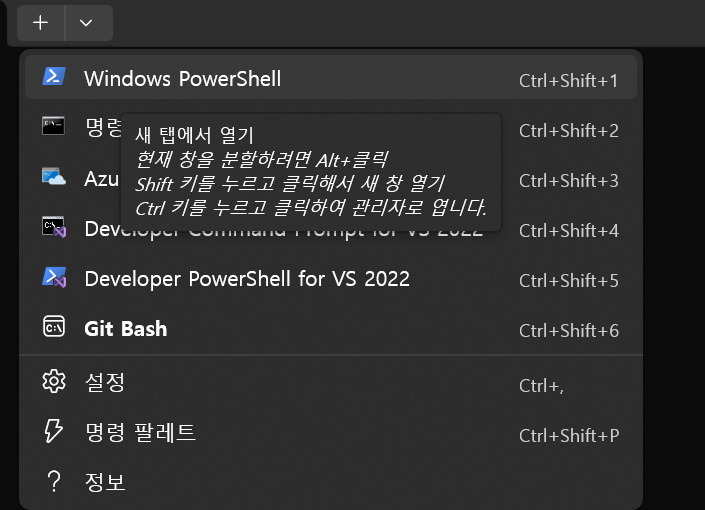 Windows PowerShell Ctrl+Shift+1
명령 Ctrl+Shift+2
새 탭에서 열기
현재 창을 분할하려면 Alt+클릭
Shift 키를 누르고 클릭해서 새 창 열기
Ctrl 키를 누르고 클릭하여 관리자로 엽니다.
Azu Ctrl+Shift+3
Developer Command Prompt for VS 2022 Ctrl+Shift+4
Developer PowerShell for VS 2022 Ctrl+Shift+5
Git Bash Ctrl+Shift+6
설정 Ctrl+,
명령 팔레트 Ctrl+Shift+P
정보